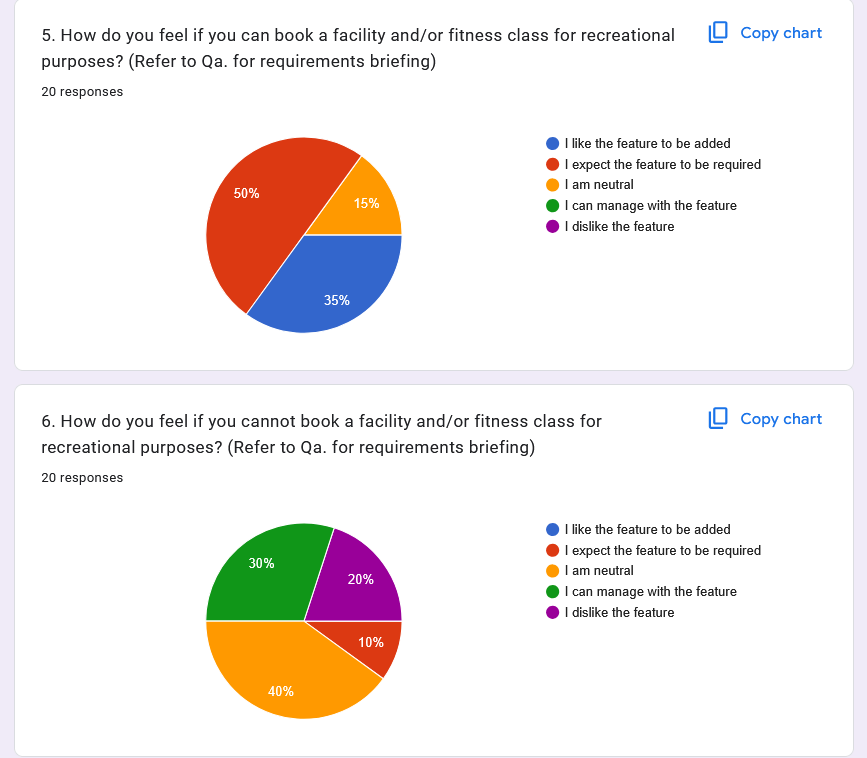 5. How do you feel if you can book a facility and/or fitness class for recreational
purposes? (Refer to Qa. for requirements briefing)
Copy chart
20 responses
50%
15%
35%
I like the feature to be added
I expect the feature to be required
I am neutral
I can manage with the feature
I dislike the feature
6. How do you feel if you cannot book a facility and/or fitness class for
recreational purposes? (Refer to Qa. for requirements briefing)
Copy chart
20 responses
30%
20%
10%
40%
I like the feature to be added
I expect the feature to be required
I am neutral
I can manage with the feature
I dislike the feature